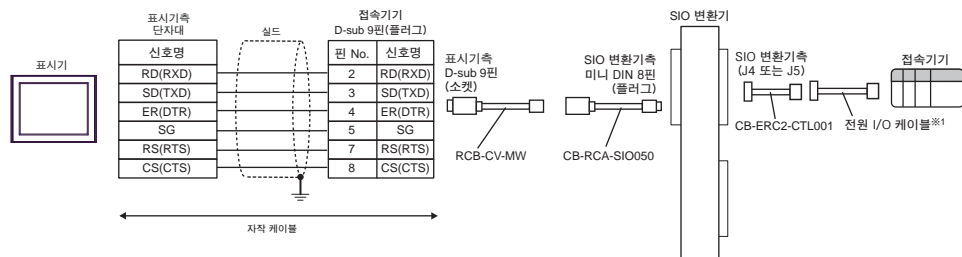 표시기
표시기측
단자대
실드
접속기기
D-sub 9핀(플러그)
신호명
핀 No.
신호명
RD(RXD)
2
RD(RXD)
SD(TXD)
3
SD(TXD)
ER(DTR)
4
ER(DTR)
SG
5
SG
RS(RTS)
7
RS(RTS)
CS(CTS)
8
CS(CTS)
자작 케이블
표시기측
D-sub 9핀
(소켓)
RCB-CV-MW
SIO 변환기측
미니 DIN 8핀
(플러그)
CB-RCA-SIO050
SIO 변환기
SIO 변환기측
(J4 또는 J5)
CB-ERC2-CTL001
전원 I/O 케이블※1
접속기기